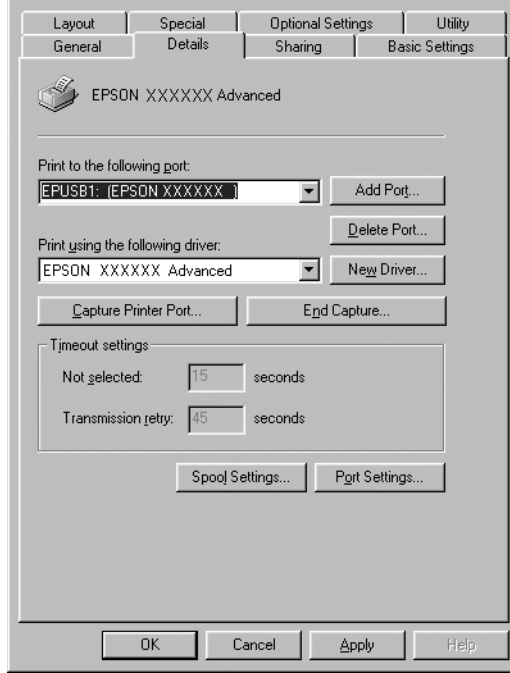 Layout Special Optional Settings Utility
General Details Sharing Basic Settings
EPSON XXXXXX Advanced
Print to the following port:
EPUSB1: (EPSON XXXXXX ) Add Port...
Delete Port...
Print using the following driver:
EPSON XXXXXX Advanced New Driver...
Capture Printer Port... End Capture...
Timeout settings
Not selected: 15 seconds
Transmission retry: 45 seconds
Spool Settings... Port Settings...
OK Cancel Apply Help